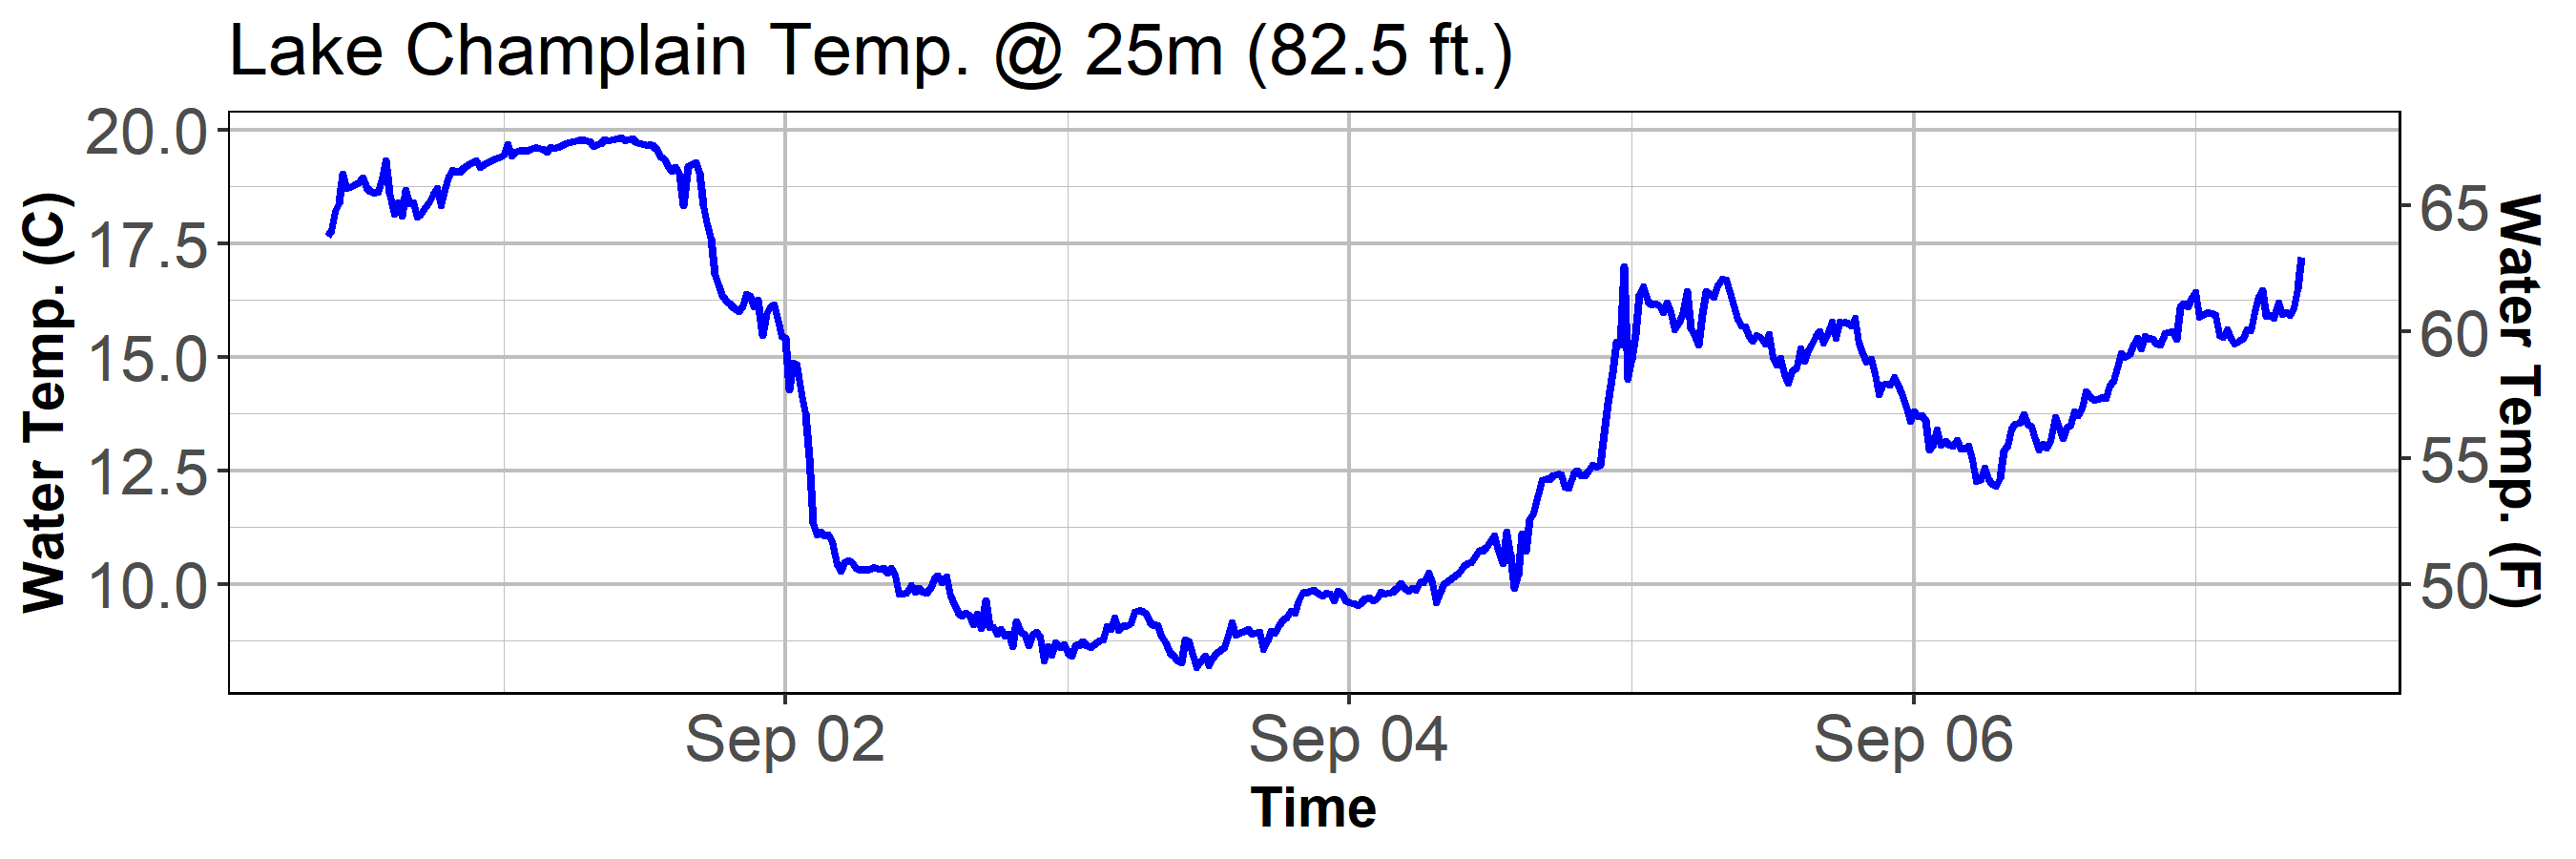 Lake Champlain Temp. @ 25m (82.5 ft.)
Water Temp. (C)
20.0
17.5
15.0
12.5
10.0
65
60
55
50
Water Temp. (F)
Sep 02
Sep 04
Sep 06
Time